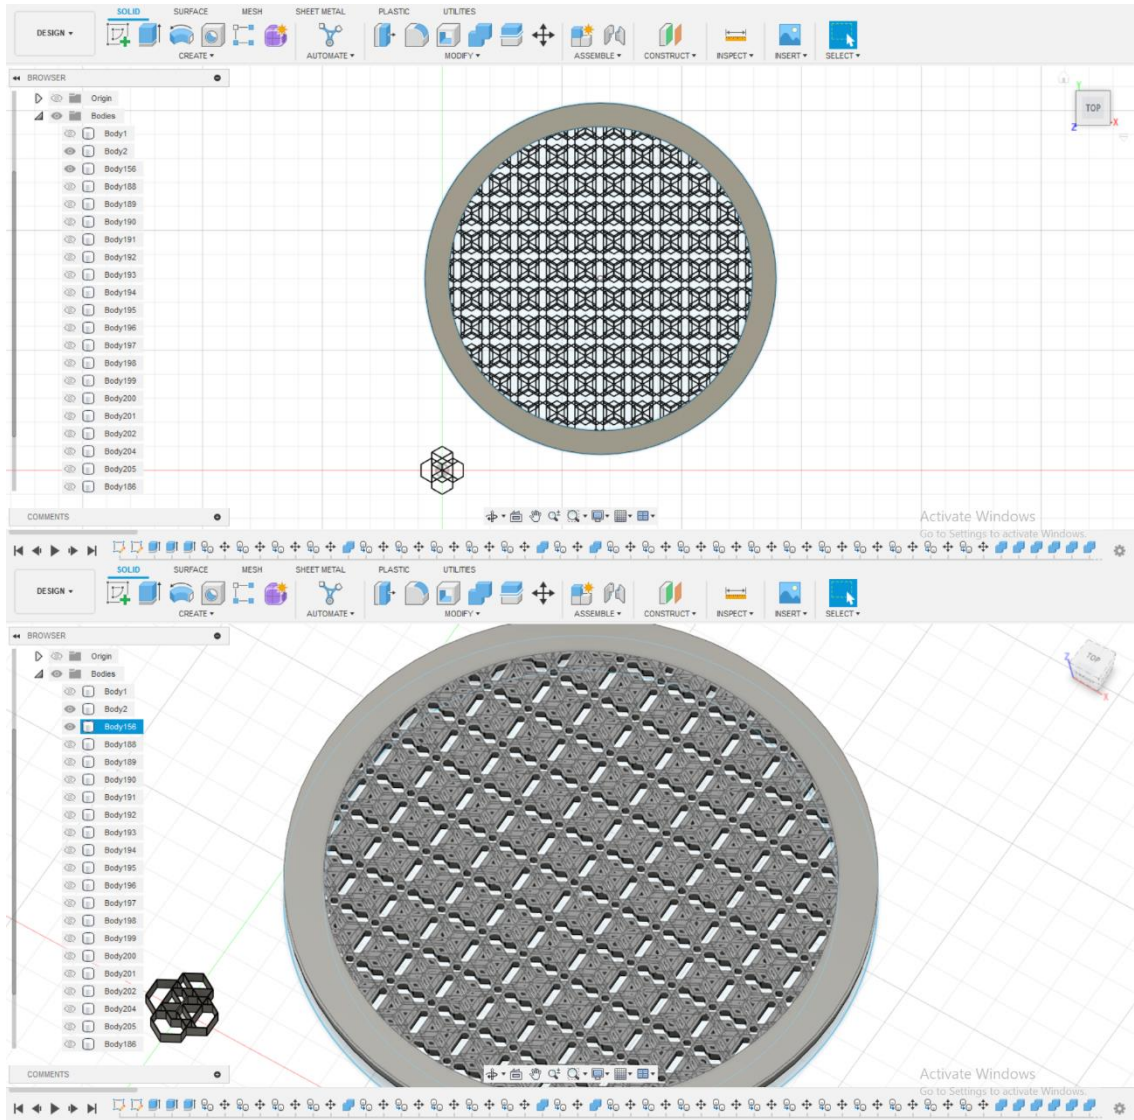 SOLID SURFACE MESH SHEET METAL PLASTIC UTILITIES
DESIGN ▾
CREATE ▾ AUTOMATE ▾ MODIFY ▾ ASSEMBLE ▾ CONSTRUCT ▾ INSPECT ▾ INSERT ▾ SELECT ▾
BROWSER
Origin
Bodies
Body1
Body2
Body156
Body188
Body189
Body190
Body191
Body192
Body193
Body194
Body195
Body196
Body197
Body198
Body199
Body200
Body201
Body202
Body204
Body205
Body186
COMMENTS
Y
TOP
X
Z
Activate Windows
Go to Settings to activate Windows.
SOLID SURFACE MESH SHEET METAL PLASTIC UTILITIES
DESIGN ▾
CREATE ▾ AUTOMATE ▾ MODIFY ▾ ASSEMBLE ▾ CONSTRUCT ▾ INSPECT ▾ INSERT ▾ SELECT ▾
BROWSER
Origin
Bodies
Body1
Body2
Body156
Body188
Body189
Body190
Body191
Body192
Body193
Body194
Body195
Body196
Body197
Body198
Body199
Body200
Body201
Body202
Body204
Body205
Body186
COMMENTS
Z
TOP
X
Activate Windows
Go to Settings to activate Windows.